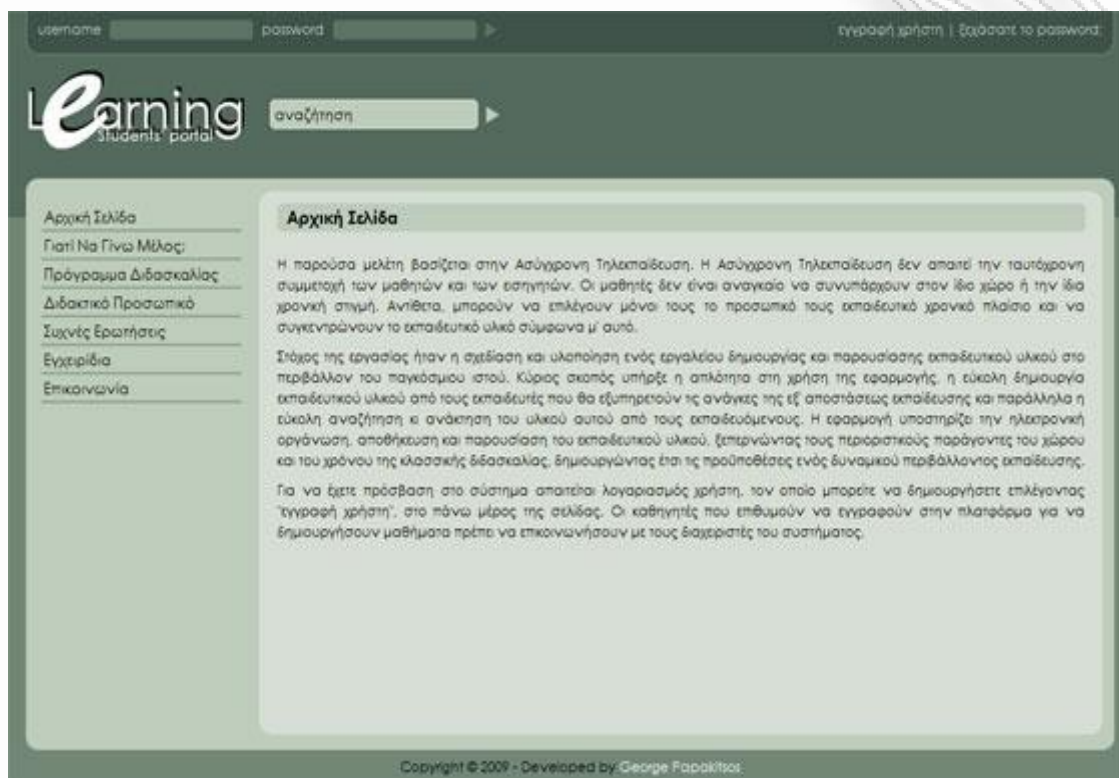 username password εγγραφή χρήστη | ξεχάσατε το password;
Learning
Students' portal
αναζήτηση
Αρχική Σελίδα
Γιατί Να Γίνω Μέλος;
Πρόγραμμα Διδασκαλίας
Διδακτικό Προσωπικό
Συχνές Ερωτήσεις
Εγχειρίδια
Επικοινωνία
Αρχική Σελίδα
Η παρούσα μελέτη βασίζεται στην Ασύγχρονη Τηλεκπαίδευση. Η Ασύγχρονη Τηλεκπαίδευση δεν απαιτεί την ταυτόχρονη
συμμετοχή των μαθητών και των εισηγητών. Οι μαθητές δεν είναι αναγκαίο να συνυπάρχουν στον ίδιο χώρο ή την ίδια
χρονική στιγμή. Αντίθετα, μπορούν να επιλέγουν μόνοι τους το προσωπικό τους εκπαιδευτικό χρονικό πλαίσιο και να
συγκεντρώνουν το εκπαιδευτικό υλικό σύμφωνα μ' αυτό.
Στόχος της εργασίας ήταν η σχεδίαση και υλοποίηση ενός εργαλείου δημιουργίας και παρουσίασης εκπαιδευτικού υλικού στο
περιβάλλον του παγκόσμιου ιστού. Κύριος σκοπός υπήρξε η απλότητα στη χρήση της εφαρμογής, η εύκολη δημιουργία
εκπαιδευτικού υλικού από τους εκπαιδευτές που θα εξυπηρετούν τις ανάγκες της εξ' αποστάσεως εκπαίδευσης και παράλληλα η
εύκολη αναζήτηση κι ανάκτηση του υλικού αυτού από τους εκπαιδευόμενους. Η εφαρμογή υποστηρίζει την ηλεκτρονική
οργάνωση, αποθήκευση και παρουσίαση του εκπαιδευτικού υλικού, ξεπερνώντας τους περιοριστικούς παράγοντες του χώρου
και του χρόνου της κλασσικής διδασκαλίας, δημιουργώντας έτσι τις προϋποθέσεις ενός δυναμικού περιβάλλοντος εκπαίδευσης.
Για να έχετε πρόσβαση στο σύστημα απαιτείται λογαριασμός χρήστη, τον οποίο μπορείτε να δημιουργήσετε επιλέγοντας
"εγγραφή χρήστη", στο πάνω μέρος της σελίδας. Οι καθηγητές που επιθυμούν να εγγραφούν στην πλατφόρμα για να
δημιουργήσουν μαθήματα πρέπει να επικοινωνήσουν με τους διαχειριστές του συστήματος.
Copyright © 2009 - Developed by George Papakitsos